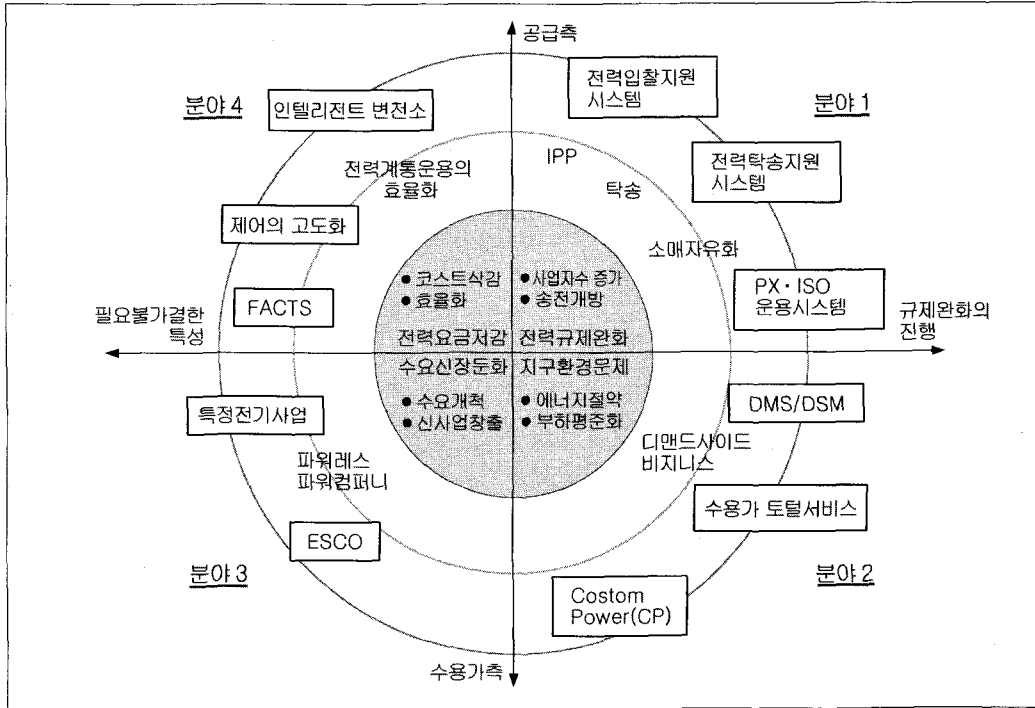 공급측
전력입찰지원
시스템
분야 4
인텔리전트 변전소
분야 1
IPP
전력탁송지원
시스템
전력계통운용의
효율화
탁송
제어의 고도화
소매자유화
● 코스트삭감
● 효율화
● 사업자수 증가
● 송전개방
FACTS
PX·ISO
운용시스템
필요불가결한
특성
규제완화의
진행
전력요금저감
전력규제완화
수요신장둔화
지구환경문제
● 수요개척
● 신사업창출
● 에너지절약
● 부하평준화
특정전기사업
DMS/DSM
디맨드사이드
비지니스
파워레스
파워컴퍼니
수용가 토털서비스
ESCO
분야 3
분야 2
Costom
Power(CP)
수용가측